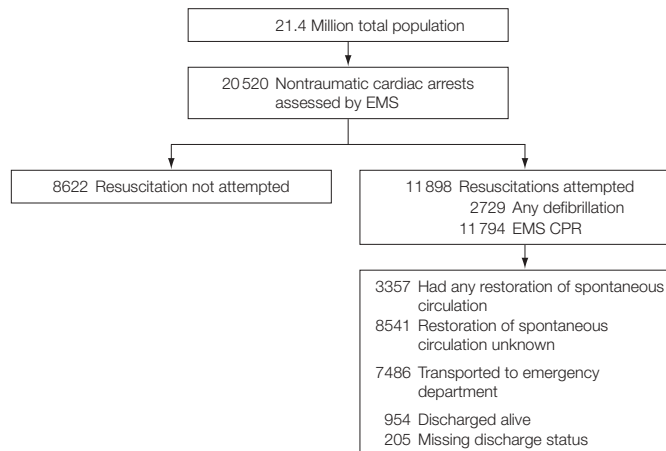 21.4 Million total population
20 520 Nontraumatic cardiac arrests
assessed by EMS
8622 Resuscitation not attempted
11 898 Resuscitations attempted
2729 Any defibrillation
11 794 EMS CPR
3357 Had any restoration of spontaneous
circulation
8541 Restoration of spontaneous
circulation unknown
7486 Transported to emergency
department
954 Discharged alive
205 Missing discharge status